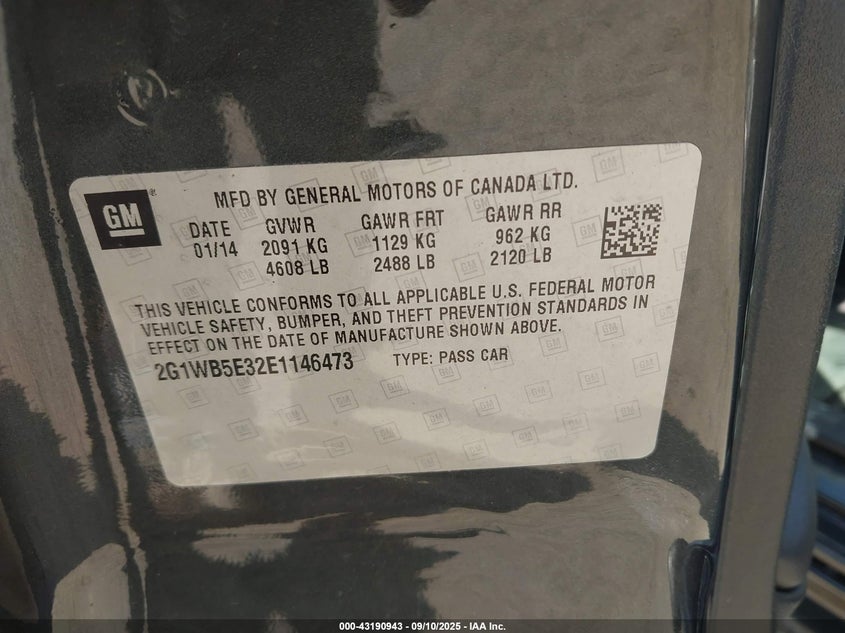 GM
MFD BY GENERAL MOTORS OF CANADA LTD.
DATE GVWR GAWR FRT GAWR RR
01/14 2091 KG 1129 KG 962 KG
4608 LB 2488 LB 2120 LB
THIS VEHICLE CONFORMS TO ALL APPLICABLE U.S. FEDERAL MOTOR
VEHICLE SAFETY, BUMPER, AND THEFT PREVENTION STANDARDS IN
EFFECT ON THE DATE OF MANUFACTURE SHOWN ABOVE.
2G1WB5E32E1146473 TYPE: PASS CAR
000-43190943 - 09/10/2025 - IAA Inc.